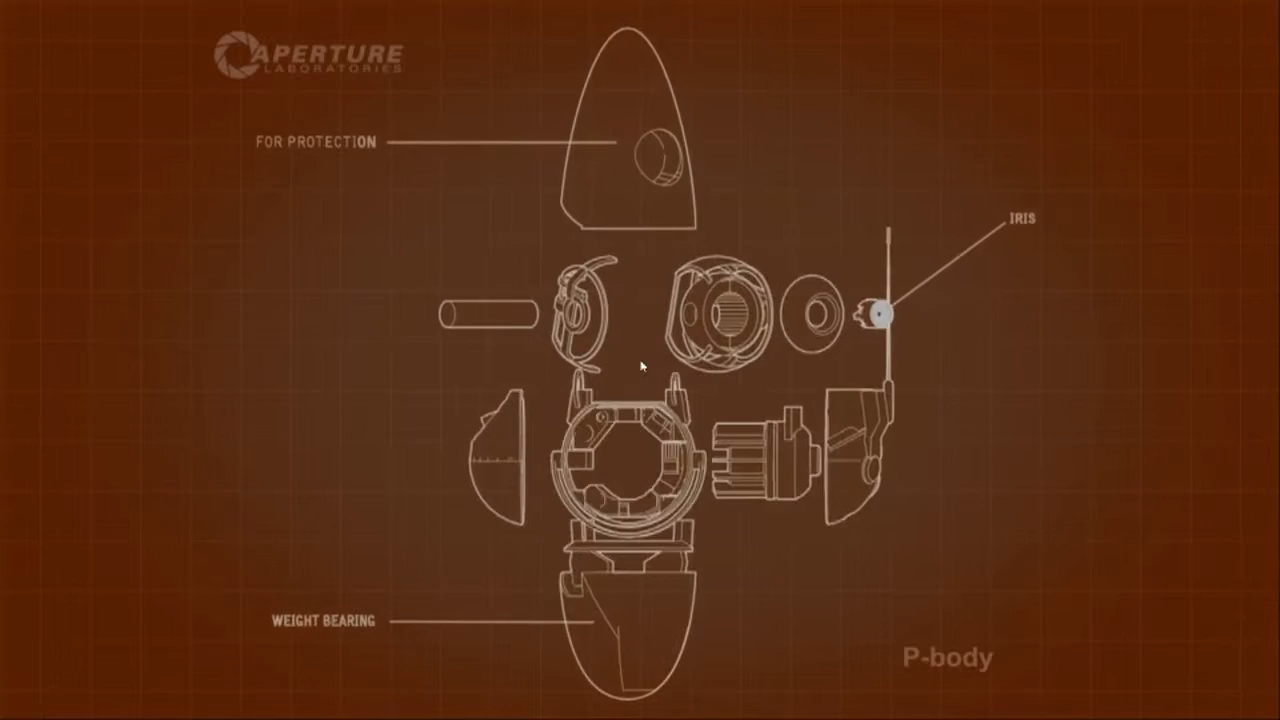 APERTURE
LABORATORIES
FOR PROTECTION
IRIS
WEIGHT BEARING
P-body